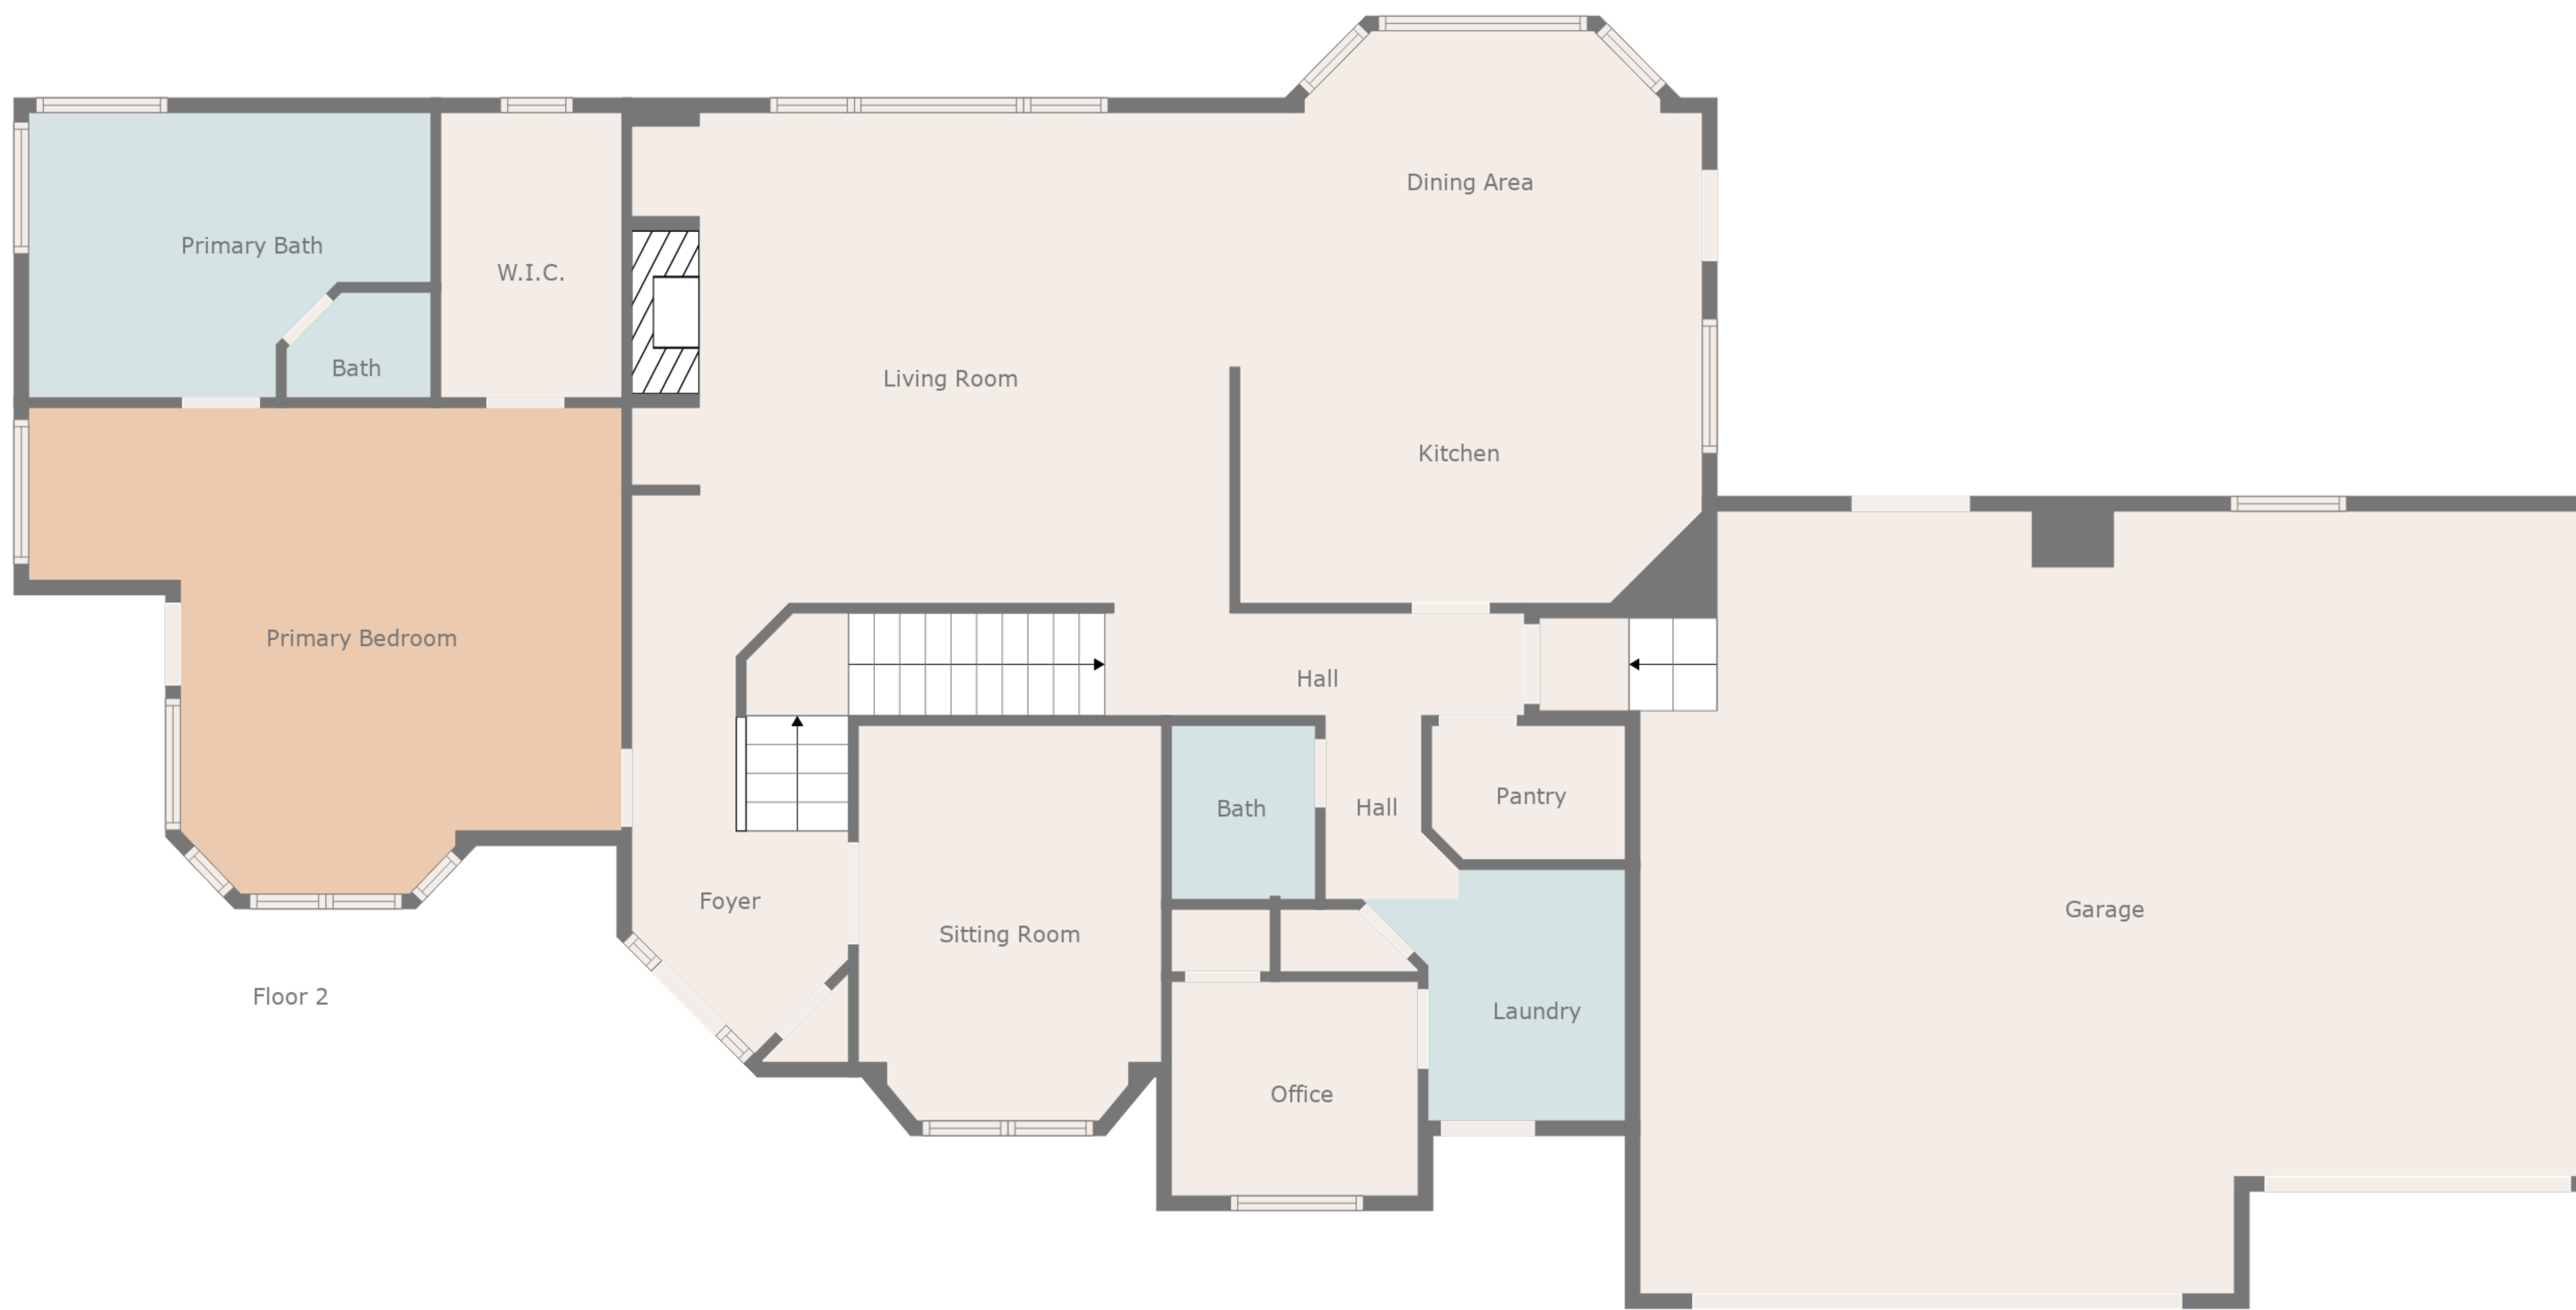 Dining Area
Primary Bath
W.I.C.
Bath
Living Room
Kitchen
Primary Bedroom
Hall
Bath
Hall
Pantry
Foyer
Sitting Room
Garage
Floor 2
Laundry
Office